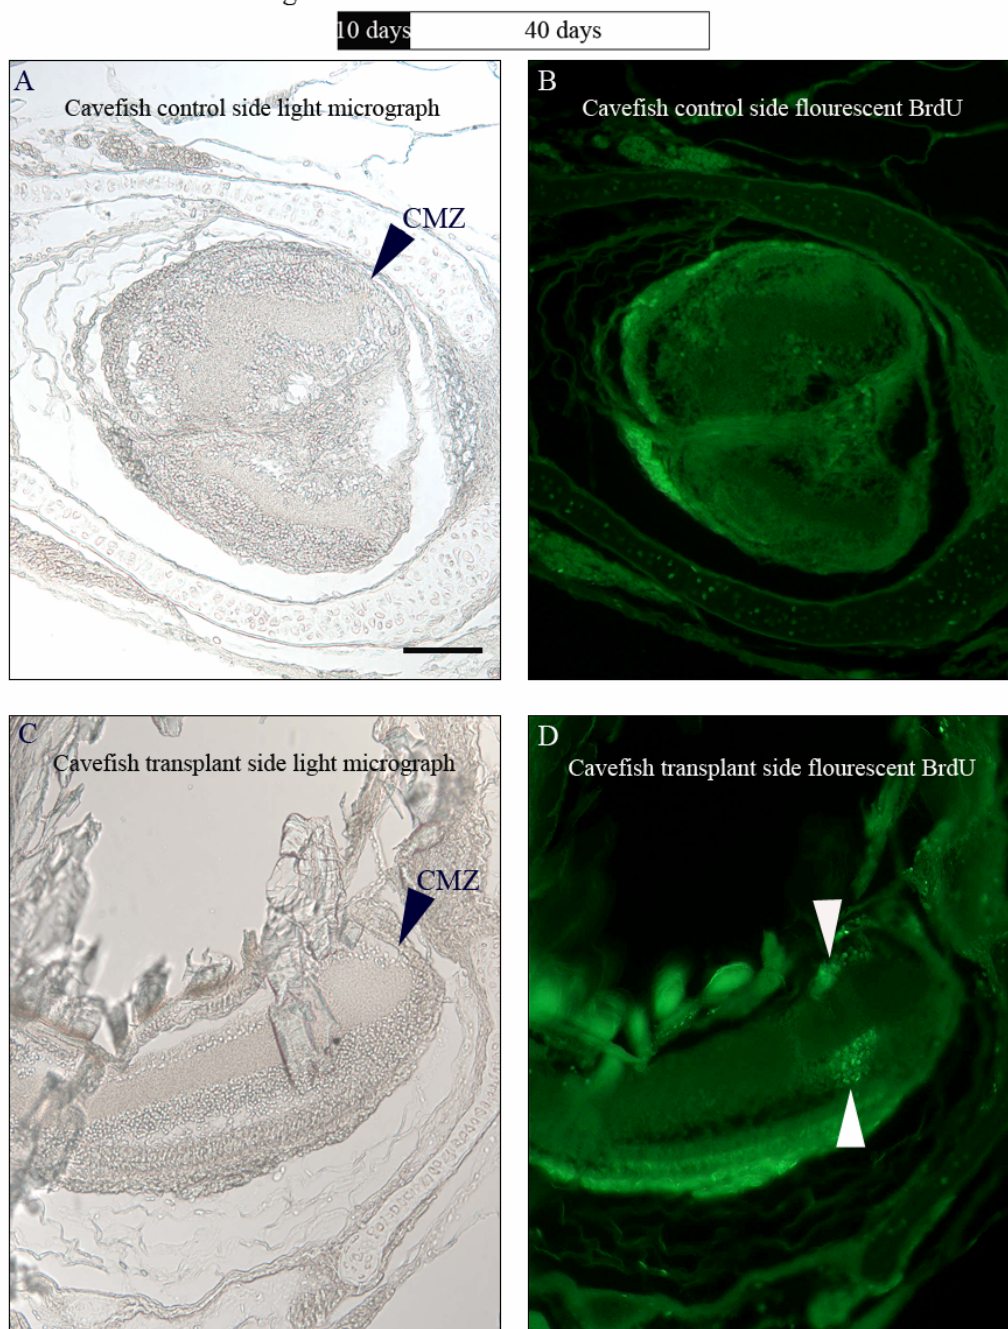 10 days
40 days
A
Cavefish control side light micrograph
CMZ
B
Cavefish control side flourescent BrdU
C
Cavefish transplant side light micrograph
CMZ
D
Cavefish transplant side flourescent BrdU